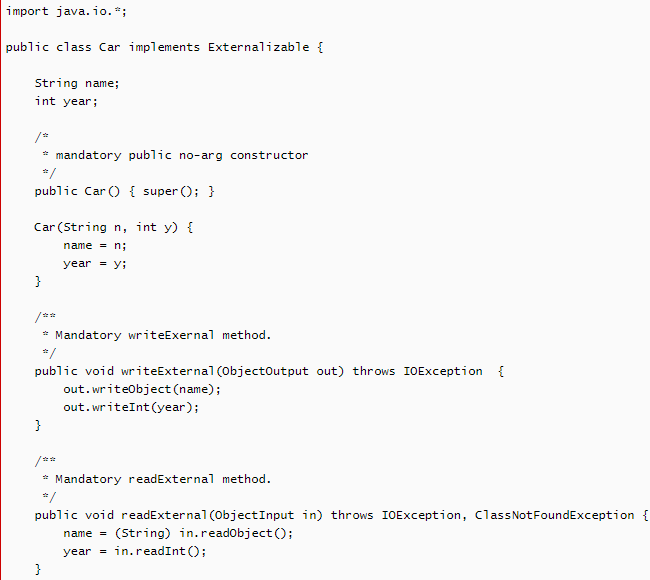 import java.io.*;
public class Car implements Externalizable {
String name;
int year;
/*
* mandatory public no-arg constructor
*/
public Car() { super(); }
Car(String n, int y) {
name = n;
year = y;
}
/**
* Mandatory writeExernal method.
*/
public void writeExternal(ObjectOutput out) throws IOException  {
out.writeObject(name);
out.writeInt(year);
}
/**
* Mandatory readExternal method.
*/
public void readExternal(ObjectInput in) throws IOException, ClassNotFoundException {
name = (String) in.readObject();
year = in.readInt();
}